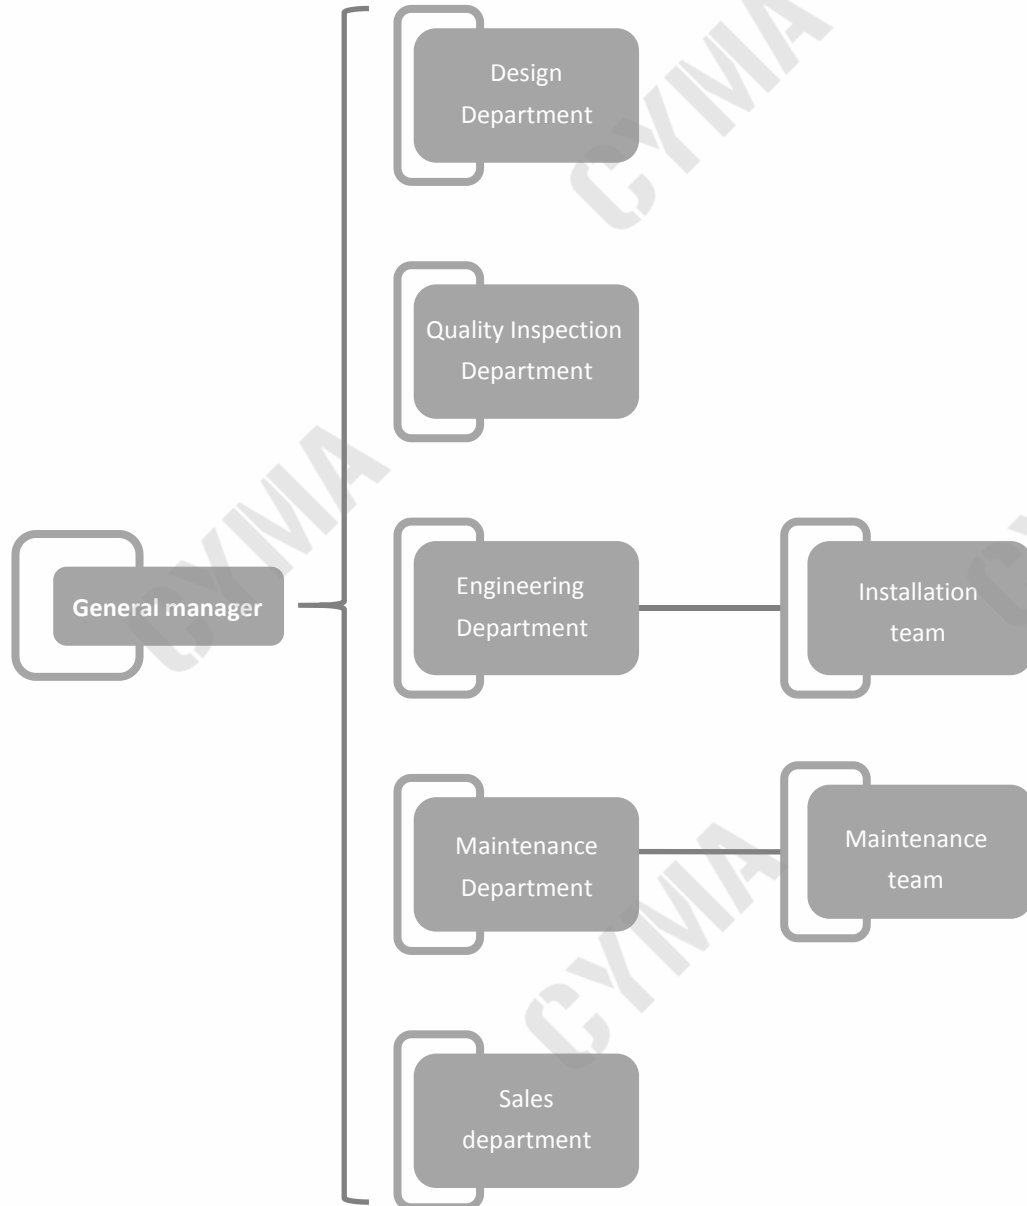 Design
Department
Quality Inspection
Department
General manager
Engineering
Department
Installation
team
Maintenance
Department
Maintenance
team
Sales
department
CYMA
CYMA
CYMA
CY